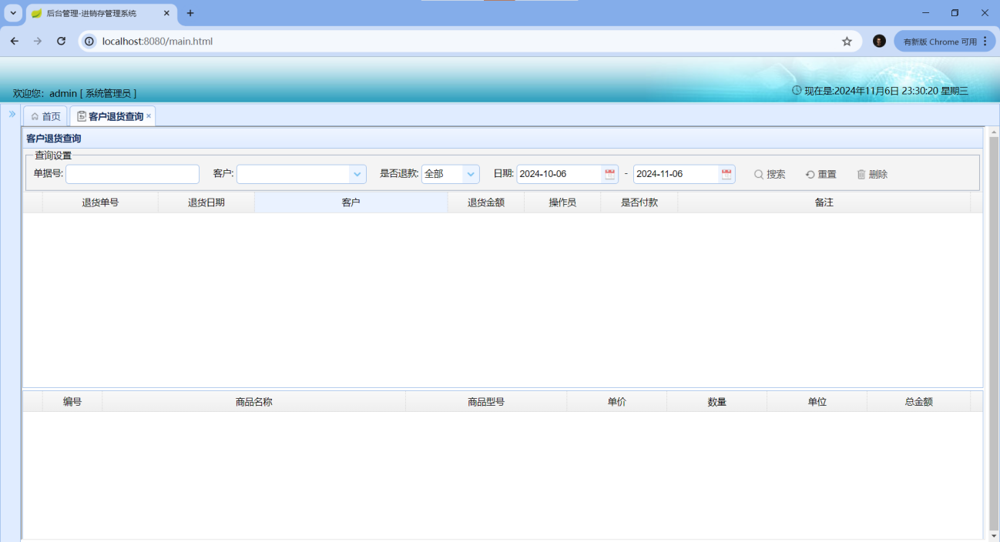 后台管理-进销存管理系统
localhost:8080/main.html
有新版 Chrome 可用
欢迎您: admin [ 系统管理员 ]
现在是:2024年11月6日 23:30:20 星期三
首页 客户退货查询
客户退货查询
查询设置
单据号: 客户: 是否退款: 全部 日期: 2024-10-06 - 2024-11-06 搜索 重置 删除
退货单号 退货日期 客户 退货金额 操作员 是否付款 备注
编号 商品名称 商品型号 单价 数量 单位 总金额